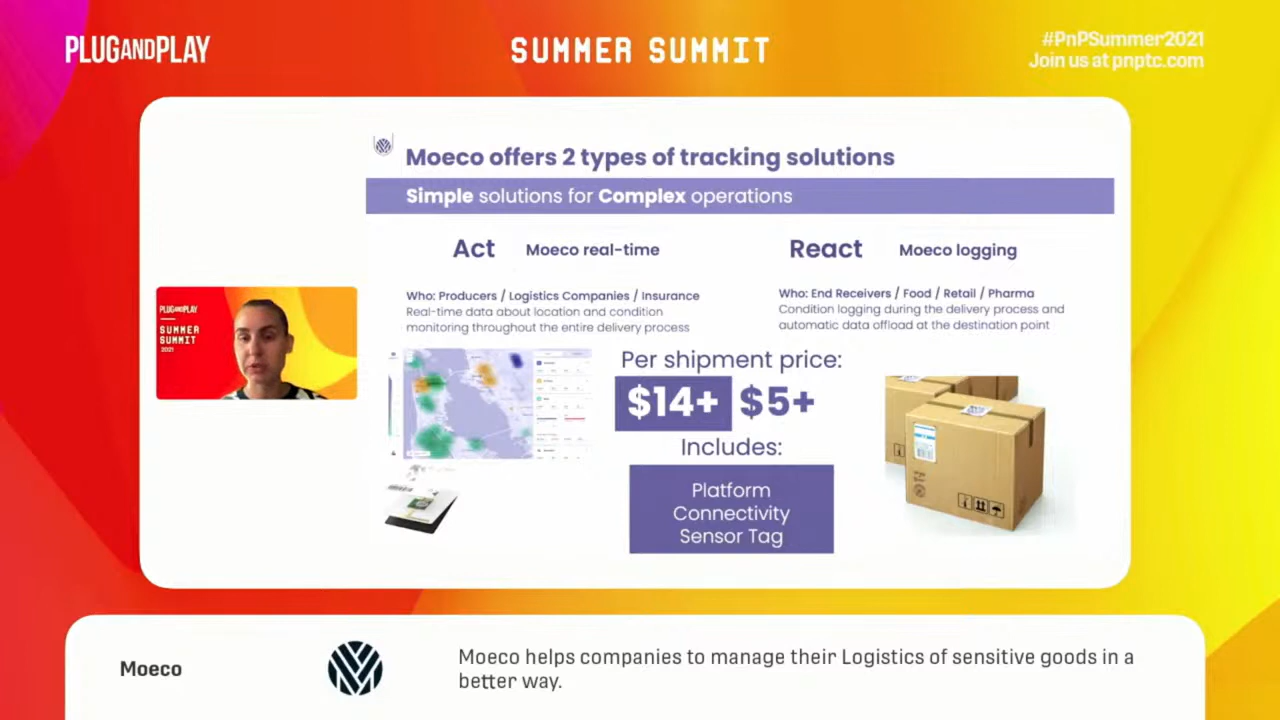 PLUGANDPLAY
SUMMER SUMMIT
#PnPSummer2021
Join us at pnptc.com
Moeco offers 2 types of tracking solutions
Simple solutions for Complex operations
Act
Moeco real-time
React
Moeco logging
Who: Producers / Logistics Companies / Insurance
Real-time data about location and condition
monitoring throughout the entire delivery process
Who: End Receivers / Food / Retail / Pharma
Condition logging during the delivery process and
automatic data offload at the destination point
Per shipment price:
$14+ $5+
Includes:
Platform
Connectivity
Sensor Tag
PLUGANDPLAY
SUMMER
SUMMIT
2021
Moeco
Moeco helps companies to manage their Logistics of sensitive goods in a
better way.